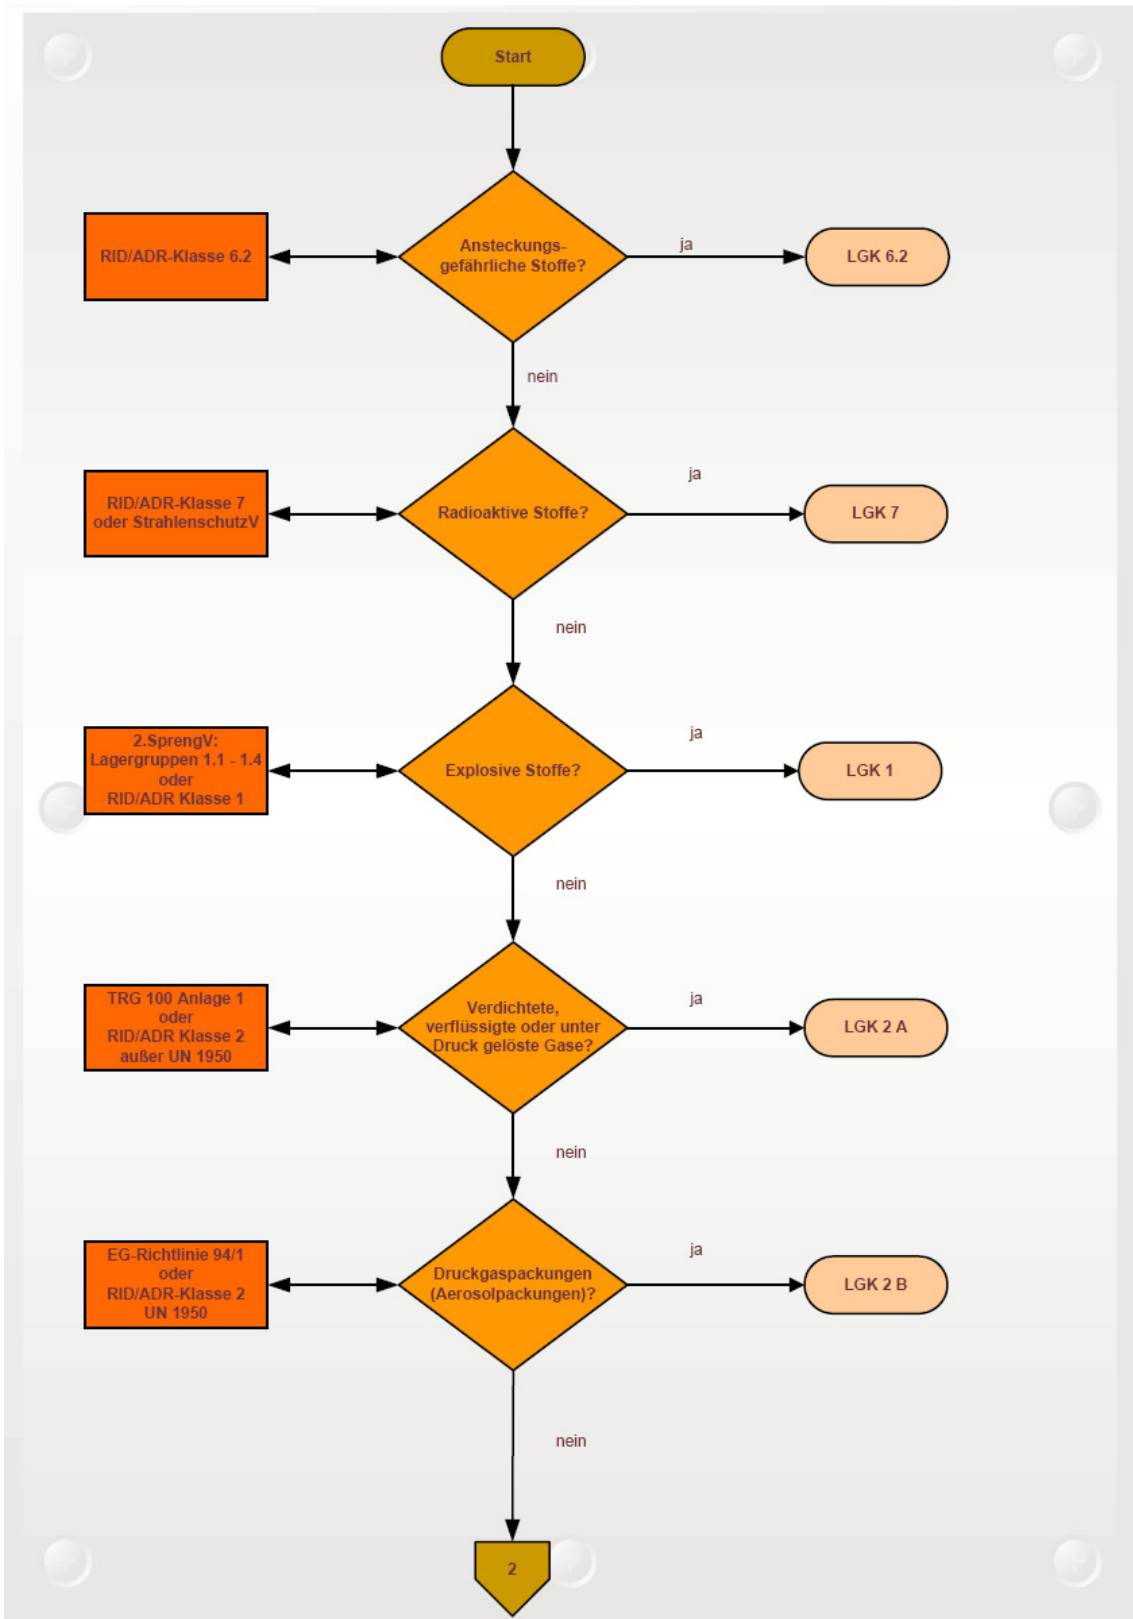 Start
RID/ADR-Klasse 6.2
Ansteckungs-
gefährliche Stoffe?
ja
LGK 6.2
nein
RID/ADR-Klasse 7
oder StrahlenschutzV
Radioaktive Stoffe?
ja
LGK 7
nein
2.SprengV:
Lagergruppen 1.1 - 1.4
oder
RID/ADR Klasse 1
Explosive Stoffe?
ja
LGK 1
nein
TRG 100 Anlage 1
oder
RID/ADR Klasse 2
außer UN 1950
Verdichtete,
verflüssigte oder unter
Druck gelöste Gase?
ja
LGK 2 A
nein
EG-Richtlinie 94/1
oder
RID/ADR-Klasse 2
UN 1950
Druckgaspackungen
(Aerosolpackungen)?
ja
LGK 2 B
nein
2